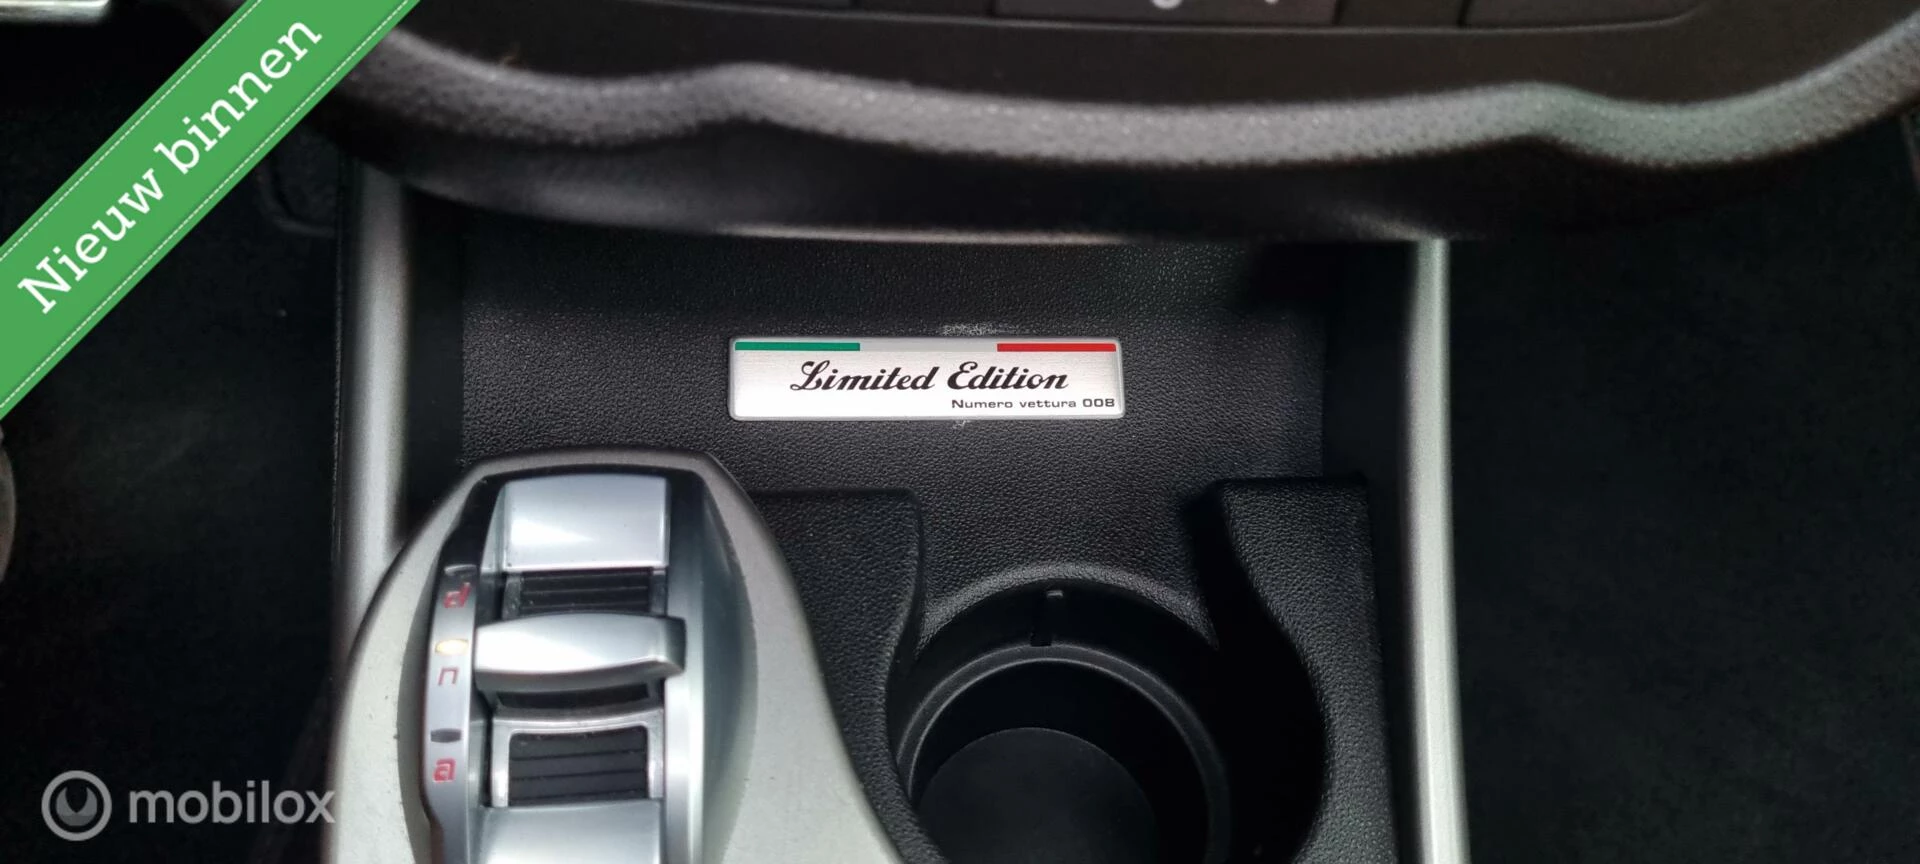 Nieuw binnen
Limited Edition
Numero vettura 008
d
n
a
mobilox